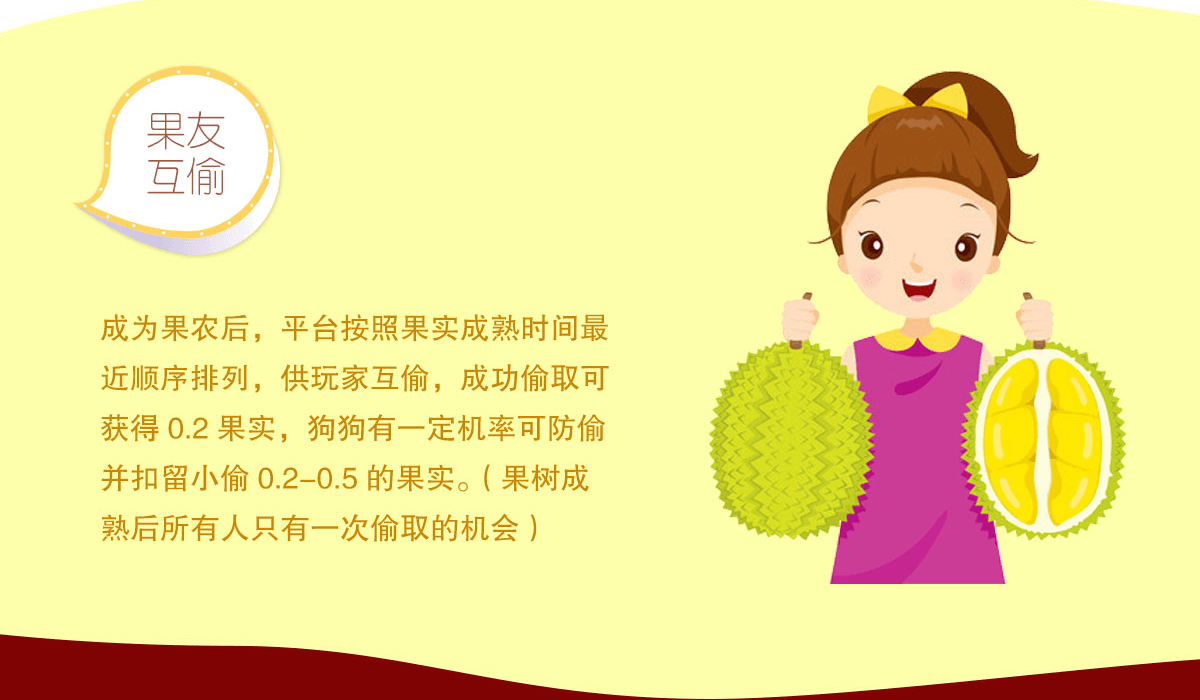 果友
互偷
成为果农后，平台按照果实成熟时间最
近顺序排列，供玩家互偷，成功偷取可
获得 0.2 果实，狗狗有一定机率可防偷
并扣留小偷 0.2-0.5 的果实。（ 果树成
熟后所有人只有一次偷取的机会 ）